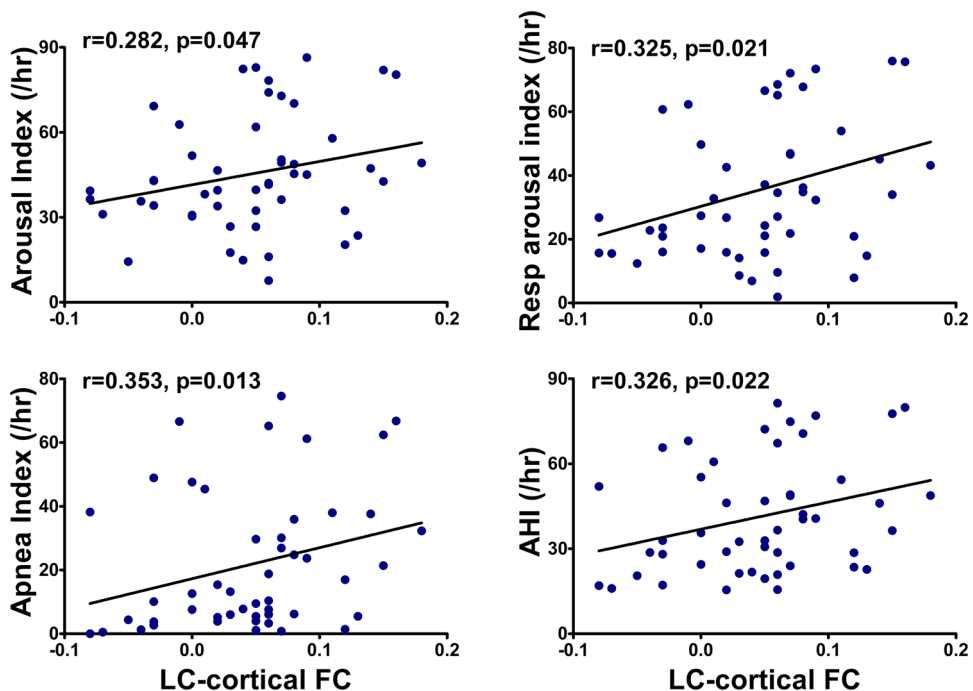 r=0.282, p=0.047
Arousal Index (/hr)
90
60
30
0
-0.1 0.0 0.1 0.2
r=0.325, p=0.021
Resp arousal index (/hr)
80
60
40
20
0
-0.1 0.0 0.1 0.2
r=0.353, p=0.013
Apnea Index (/hr)
80
60
40
20
0
-0.1 0.0 0.1 0.2
LC-cortical FC
r=0.326, p=0.022
AHI (/hr)
90
60
30
0
-0.1 0.0 0.1 0.2
LC-cortical FC